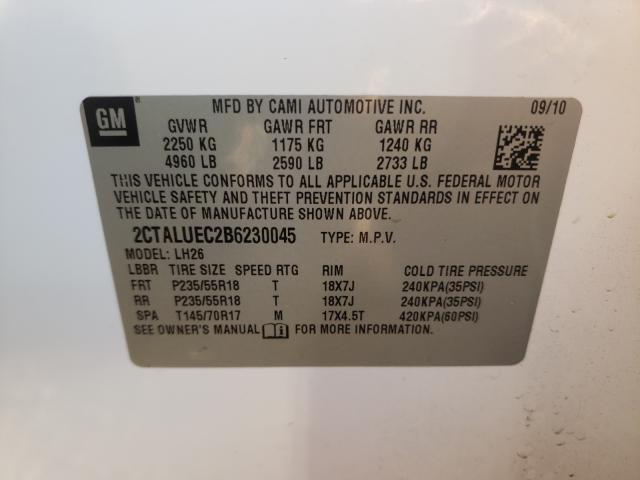 GM ® MFD BY CAMI AUTOMOTIVE INC. 09/10
GVWR GAWR FRT GAWR RR
2250 KG 1175 KG 1240 KG
4960 LB 2590 LB 2733 LB
THIS VEHICLE CONFORMS TO ALL APPLICABLE U.S. FEDERAL MOTOR
VEHICLE SAFETY AND THEFT PREVENTION STANDARDS IN EFFECT ON
THE DATE OF MANUFACTURE SHOWN ABOVE.
2CTALUEC2B6230045 TYPE: M.P.V.
MODEL: LH26
LBBR TIRE SIZE SPEED RTG RIM COLD TIRE PRESSURE
FRT P235/55R18 T 18X7J 240KPA(35PSI)
RR P235/55R18 T 18X7J 240KPA(35PSI)
SPA T145/70R17 M 17X4.5T 420KPA(60PSI)
SEE OWNER'S MANUAL FOR MORE INFORMATION.